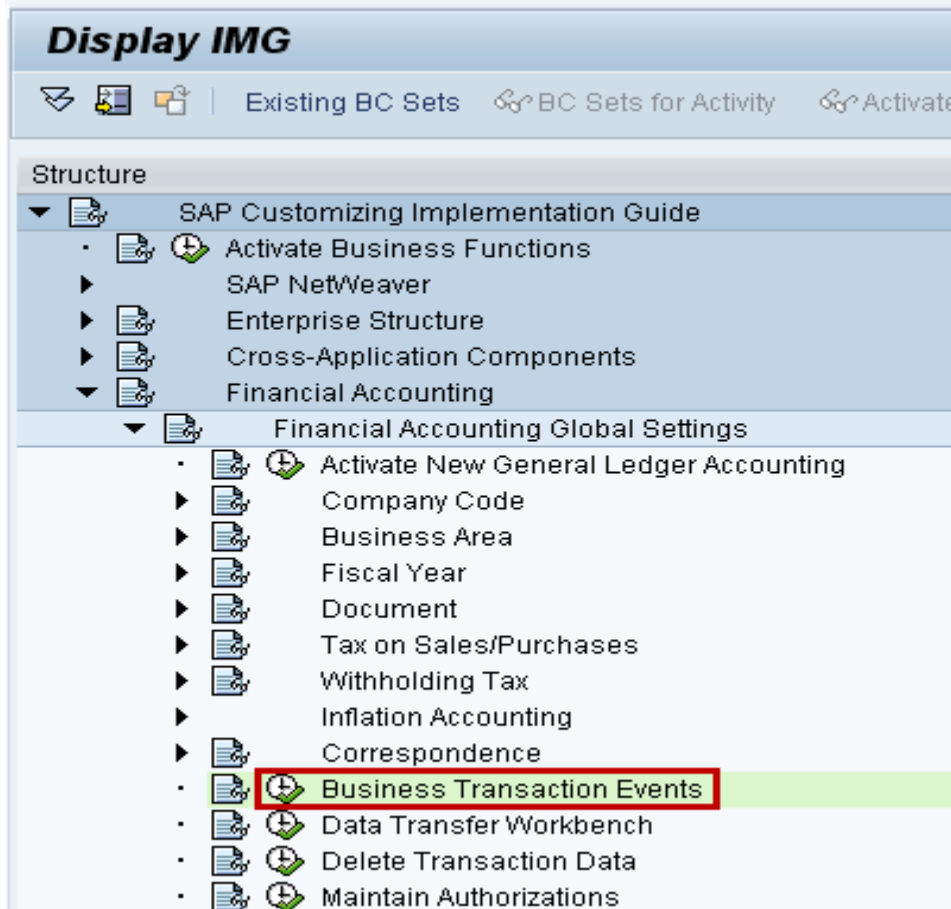 Display IMG
Existing BC Sets BC Sets for Activity Activate
Structure
SAP Customizing Implementation Guide
Activate Business Functions
SAP NetWeaver
Enterprise Structure
Cross-Application Components
Financial Accounting
Financial Accounting Global Settings
Activate New General Ledger Accounting
Company Code
Business Area
Fiscal Year
Document
Tax on Sales/Purchases
Withholding Tax
Inflation Accounting
Correspondence
Business Transaction Events
Data Transfer Workbench
Delete Transaction Data
Maintain Authorizations